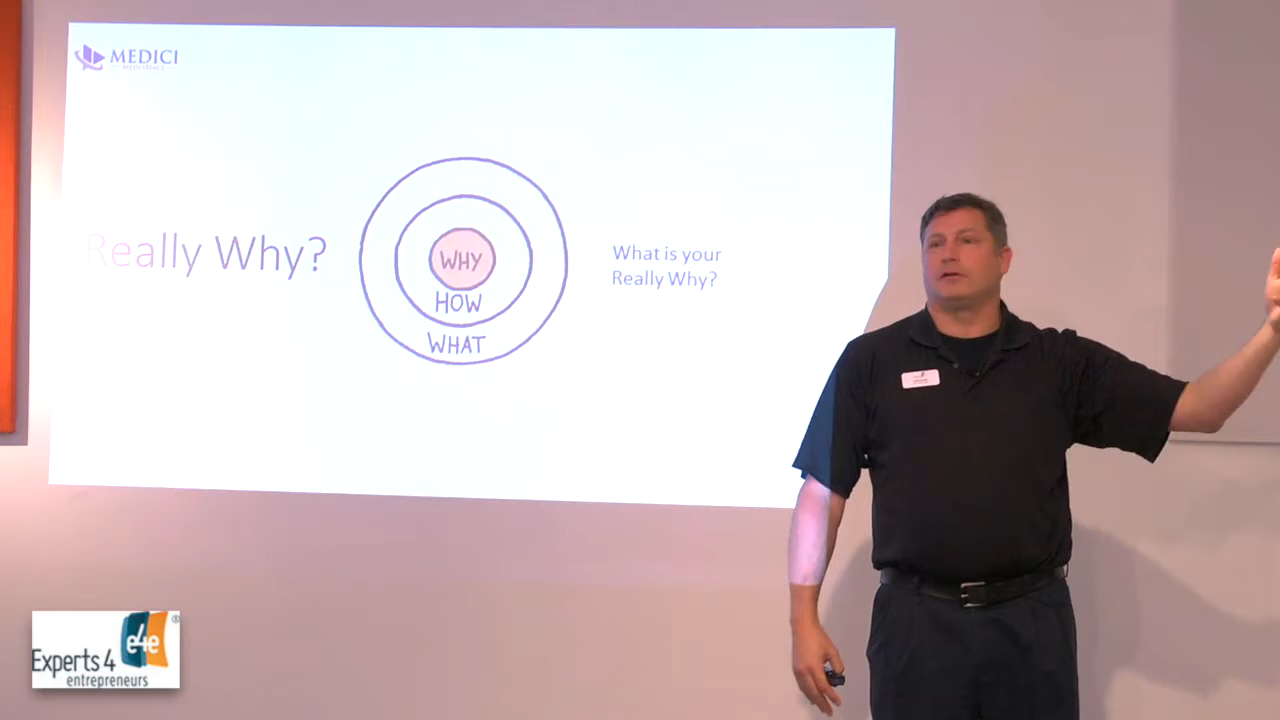 MEDICI
Really Why?
WHY
HOW
WHAT
What is your
Really Why?
Experts 4
e4e
®
entrepreneurs